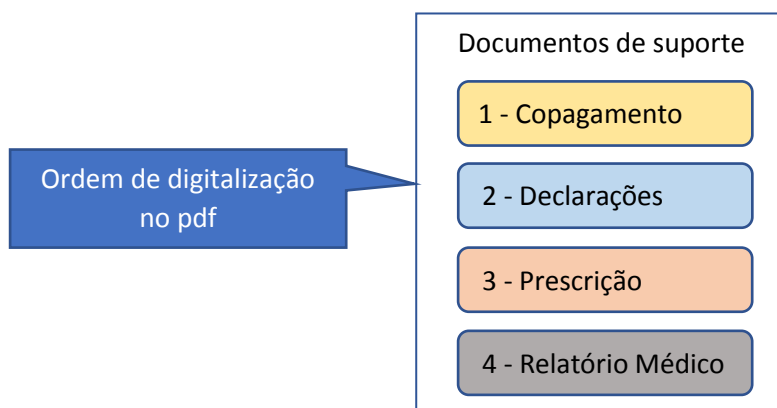 Documentos de suporte
1 - Copagamento
Ordem de digitalização
no pdf
2 - Declarações
3 - Prescrição
4 - Relatório Médico